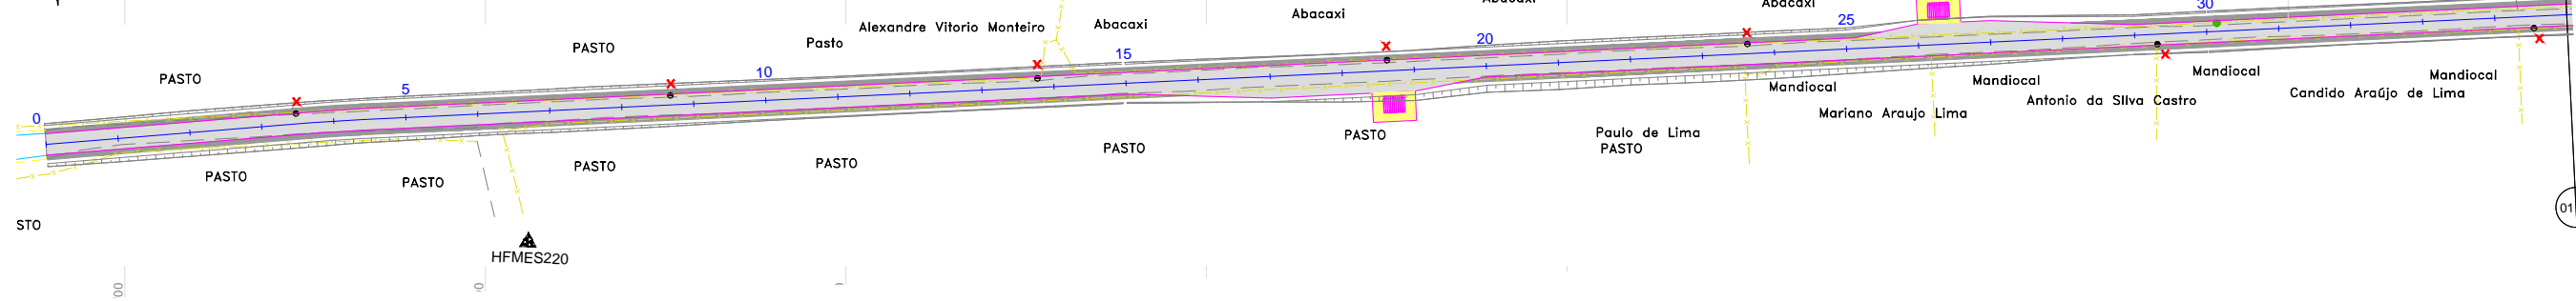 Abacaxi
Abacaxi
30
Abacaxi
Abacaxi
25
Alexandre Vitorio Monteiro
20
Pasto
PASTO
15
10
PASTO
5
0
Mandiocal
Mandiocal
Mandiocal
Mandiocal
Candido Araújo de Lima
Antonio da SIlva Castro
Mariano Araujo Lima
Paulo de Lima
PASTO
PASTO
PASTO
PASTO
PASTO
PASTO
PASTO
01
STO
HFMES220